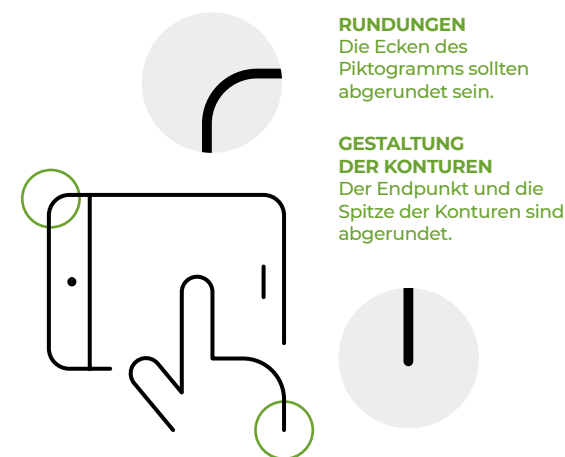 RUNDUNGEN
Die Ecken des
Piktogramms sollten
abgerundet sein.
GESTALTUNG
DER KONTUREN
Der Endpunkt und die
Spitze der Konturen sind
abgerundet.